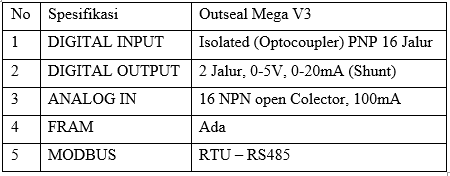 No Spesifikasi Outseal Mega V3
1 DIGITAL INPUT Isolated (Optocoupler) PNP 16 Jalur
2 DIGITAL OUTPUT 2 Jalur, 0-5V, 0-20mA (Shunt)
3 ANALOG IN 16 NPN open Colector, 100mA
4 FRAM Ada
5 MODBUS RTU – RS485